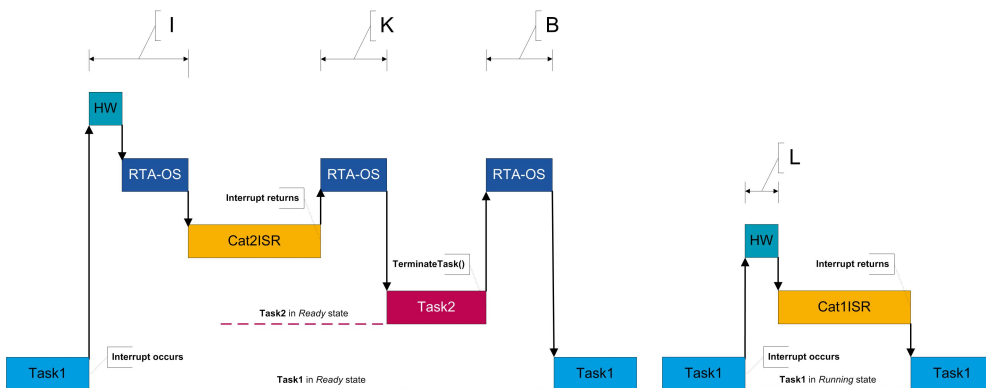 I
K
B
L
HW
RTA-OS
RTA-OS
RTA-OS
Interrupt returns
Cat2ISR
TerminateTask()
Task2
Task2 in Ready state
Task1
Interrupt occurs
Task1 in Ready state
Task1
HW
Interrupt returns
Cat1ISR
Task1
Interrupt occurs
Task1 in Running state
Task1